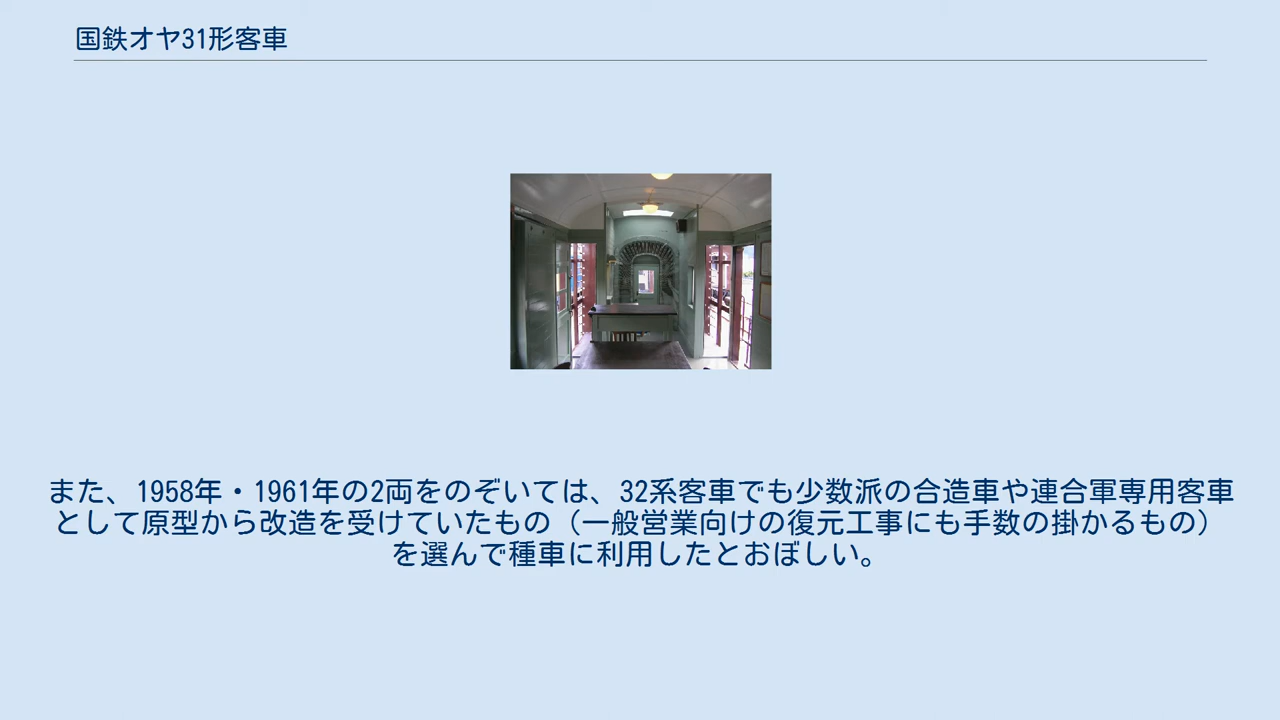 国鉄オヤ31形客車
また、1958年・1961年の2両をのぞいては、32系客車でも少数派の合造車や連合軍専用客車
として原型から改造を受けていたもの（一般営業向けの復元工事にも手数の掛かるもの）
を選んで種車に利用したとおぼしい。